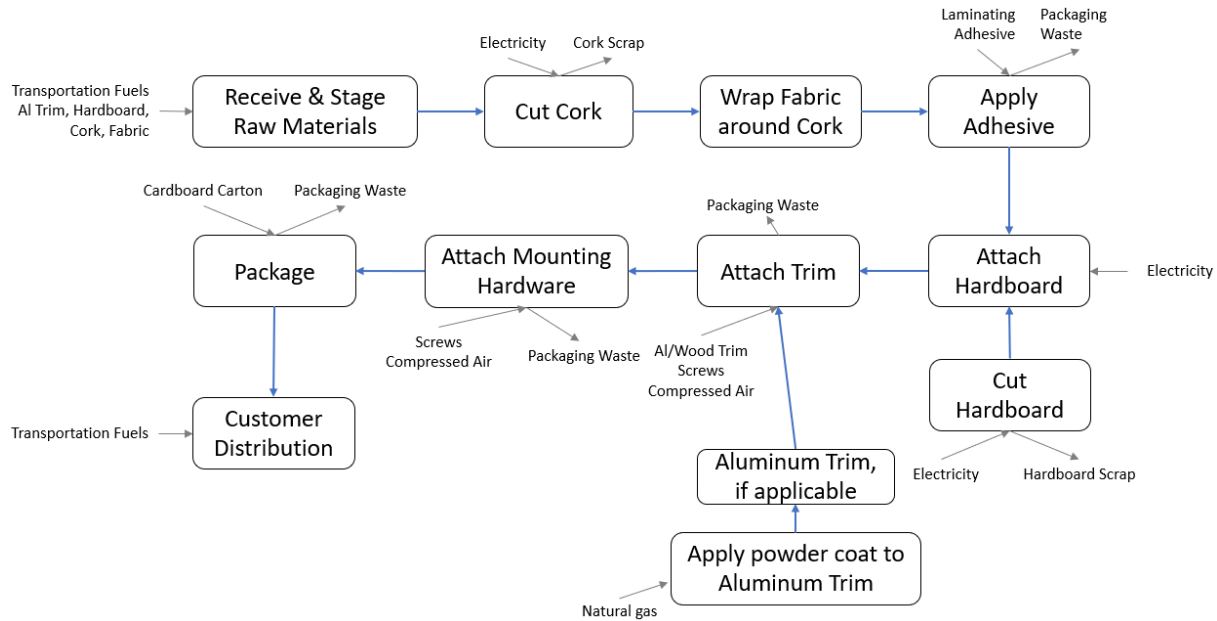 Laminating
Adhesive
Packaging
Waste
Electricity
Cork Scrap
Transportation Fuels
Al Trim, Hardboard,
Cork, Fabric
Receive & Stage
Raw Materials
Cut Cork
Wrap Fabric
around Cork
Apply
Adhesive
Cardboard Carton
Packaging Waste
Packaging Waste
Package
Attach Mounting
Hardware
Attach Trim
Attach
Hardboard
Electricity
Screws
Compressed Air
Packaging Waste
Al/Wood Trim
Screws
Compressed Air
Cut
Hardboard
Transportation Fuels
Customer
Distribution
Electricity
Hardboard Scrap
Aluminum Trim,
if applicable
Apply powder coat to
Aluminum Trim
Natural gas